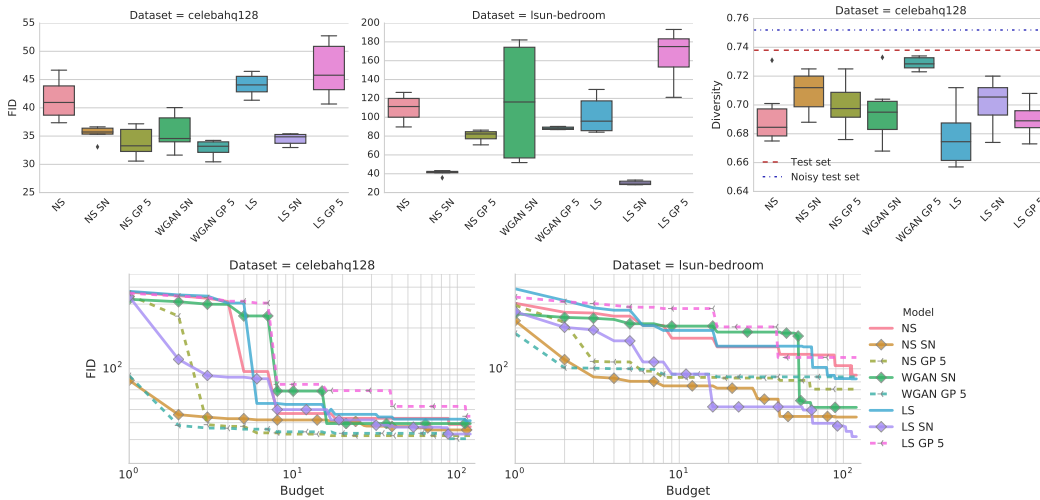 Dataset = celebahq128
55
50
45
40
35
30
25
FID
NS
NS SN
NS GP 5
WGAN SN
WGAN GP 5
LS
LS SN
LS GP 5
Dataset = lsun-bedroom
200
180
160
140
120
100
80
60
40
20
NS
NS SN
NS GP 5
WGAN SN
WGAN GP 5
LS
LS SN
LS GP 5
Dataset = celebahq128
0.76
0.74
0.72
0.70
0.68
0.66
0.64
Diversity
Test set
Noisy test set
NS
NS SN
NS GP 5
WGAN SN
WGAN GP 5
LS
LS SN
LS GP 5
Dataset = celebahq128
FID
10²
10⁰
10¹
10²
Budget
Dataset = lsun-bedroom
10²
10⁰
10¹
10²
Budget
Model
NS
NS SN
NS GP 5
WGAN SN
WGAN GP 5
LS
LS SN
LS GP 5